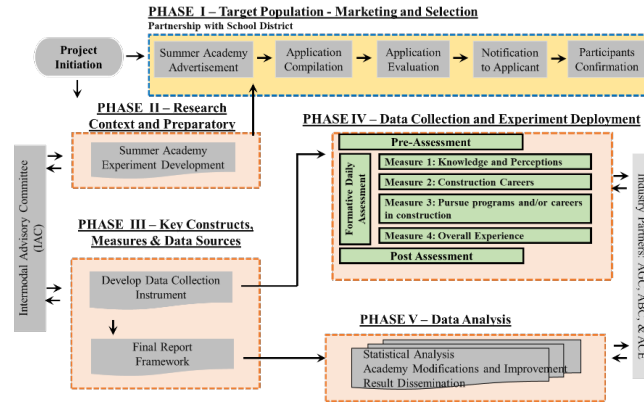 PHASE I – Target Population - Marketing and Selection
Partnership with School District
Project
Initiation
Summer Academy
Advertisement
Application
Compilation
Application
Evaluation
Notification
to Applicant
Participants
Confirmation
PHASE II – Research
Context and Preparatory
Summer Academy
Experiment Development
PHASE III – Key Constructs,
Measures & Data Sources
Develop Data Collection
Instrument
Final Report
Framework
Intermodal Advisory Committee
(IAC)
PHASE IV – Data Collection and Experiment Deployment
Pre-Assessment
Formative Daily
Assessment
Measure 1: Knowledge and Perceptions
Measure 2: Construction Careers
Measure 3: Pursue programs and/or careers
in construction
Measure 4: Overall Experience
Post Assessment
PHASE V – Data Analysis
Statistical Analysis
Academy Modifications and Improvement
Result Dissemination
Industry Partners: AGC, ABC, & ACE